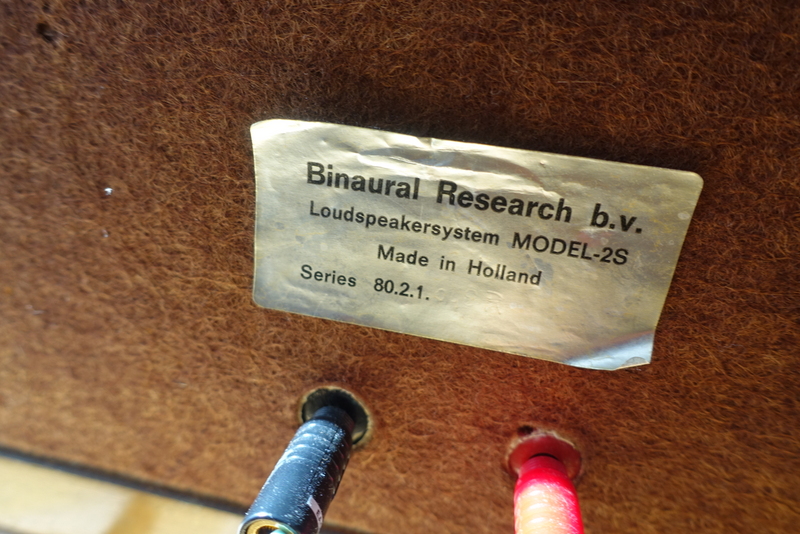 Binaural Research b.v.
Loudspeakersystem MODEL-2S
Made in Holland
Series 80.2.1.